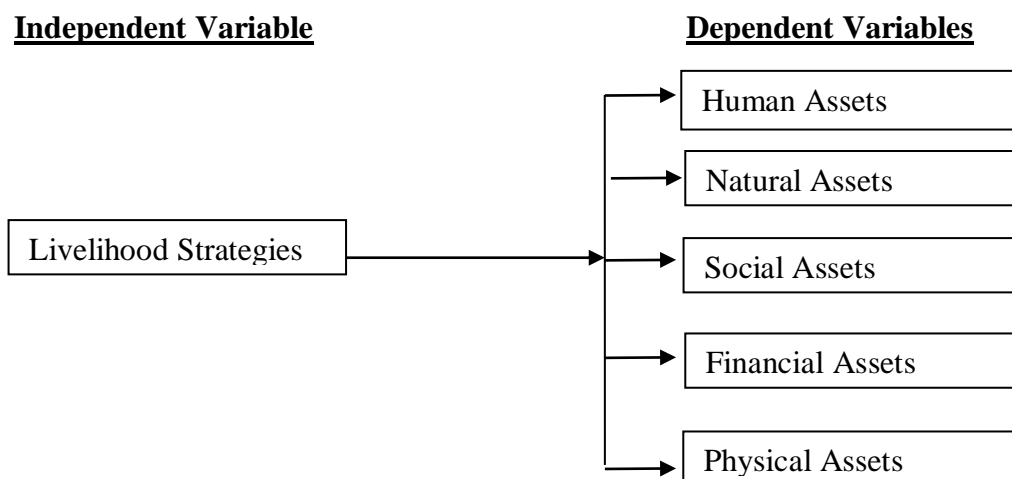 Independent Variable
Dependent Variables
Human Assets
Natural Assets
Livelihood Strategies
Social Assets
Financial Assets
Physical Assets